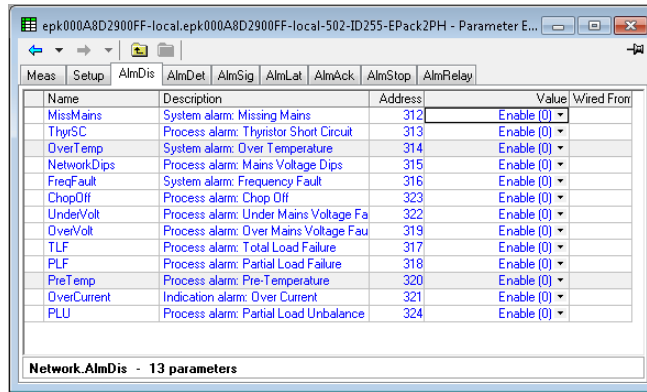 epk000A8D2900FF-local.epk000A8D2900FF-local-502-ID255-EPack2PH - Parameter E...
Meas Setup AlmDis AlmDet AlmSig AlmLat AlmAck AlmStop AlmRelay
Name Description Address Value Wired From
MissMains System alarm: Missing Mains 312 Enable (0)
ThyrSC Process alarm: Thyristor Short Circuit 313 Enable (0)
OverTemp System alarm: Over Temperature 314 Enable (0)
NetworkDips Process alarm: Mains Voltage Dips 315 Enable (0)
FreqFault System alarm: Frequency Fault 316 Enable (0)
ChopOff Process alarm: Chop Off 323 Enable (0)
UnderVolt Process alarm: Under Mains Voltage Fa 322 Enable (0)
OverVolt Process alarm: Over Mains Voltage Fau 319 Enable (0)
TLF Process alarm: Total Load Failure 317 Enable (0)
PLF Process alarm: Partial Load Failure 318 Enable (0)
PreTemp Process alarm: Pre-Temperature 320 Enable (0)
OverCurrent Indication alarm: Over Current 321 Enable (0)
PLU Process alarm: Partial Load Unbalance 324 Enable (0)
Network.AlmDis - 13 parameters